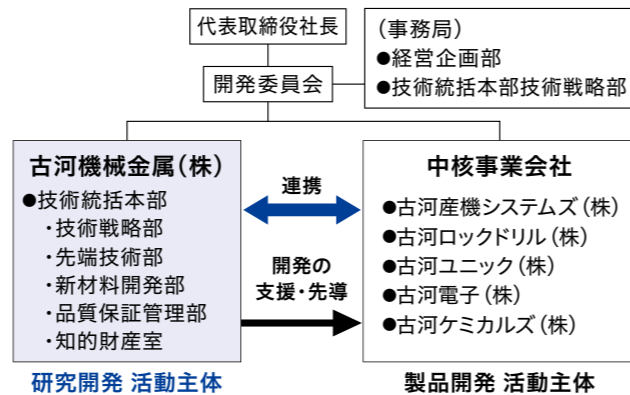 代表取締役社長
開発委員会
（事務局）
●経営企画部
●技術統括本部技術戦略部
古河機械金属（株）
●技術統括本部
・技術戦略部
・先端技術部
・新材料開発部
・品質保証管理部
・知的財産室
研究開発 活動主体
連携
開発の
支援・先導
中核事業会社
●古河産機システムズ（株）
●古河ロックドリル（株）
●古河ユニック（株）
●古河電子（株）
●古河ケミカルズ（株）
製品開発 活動主体